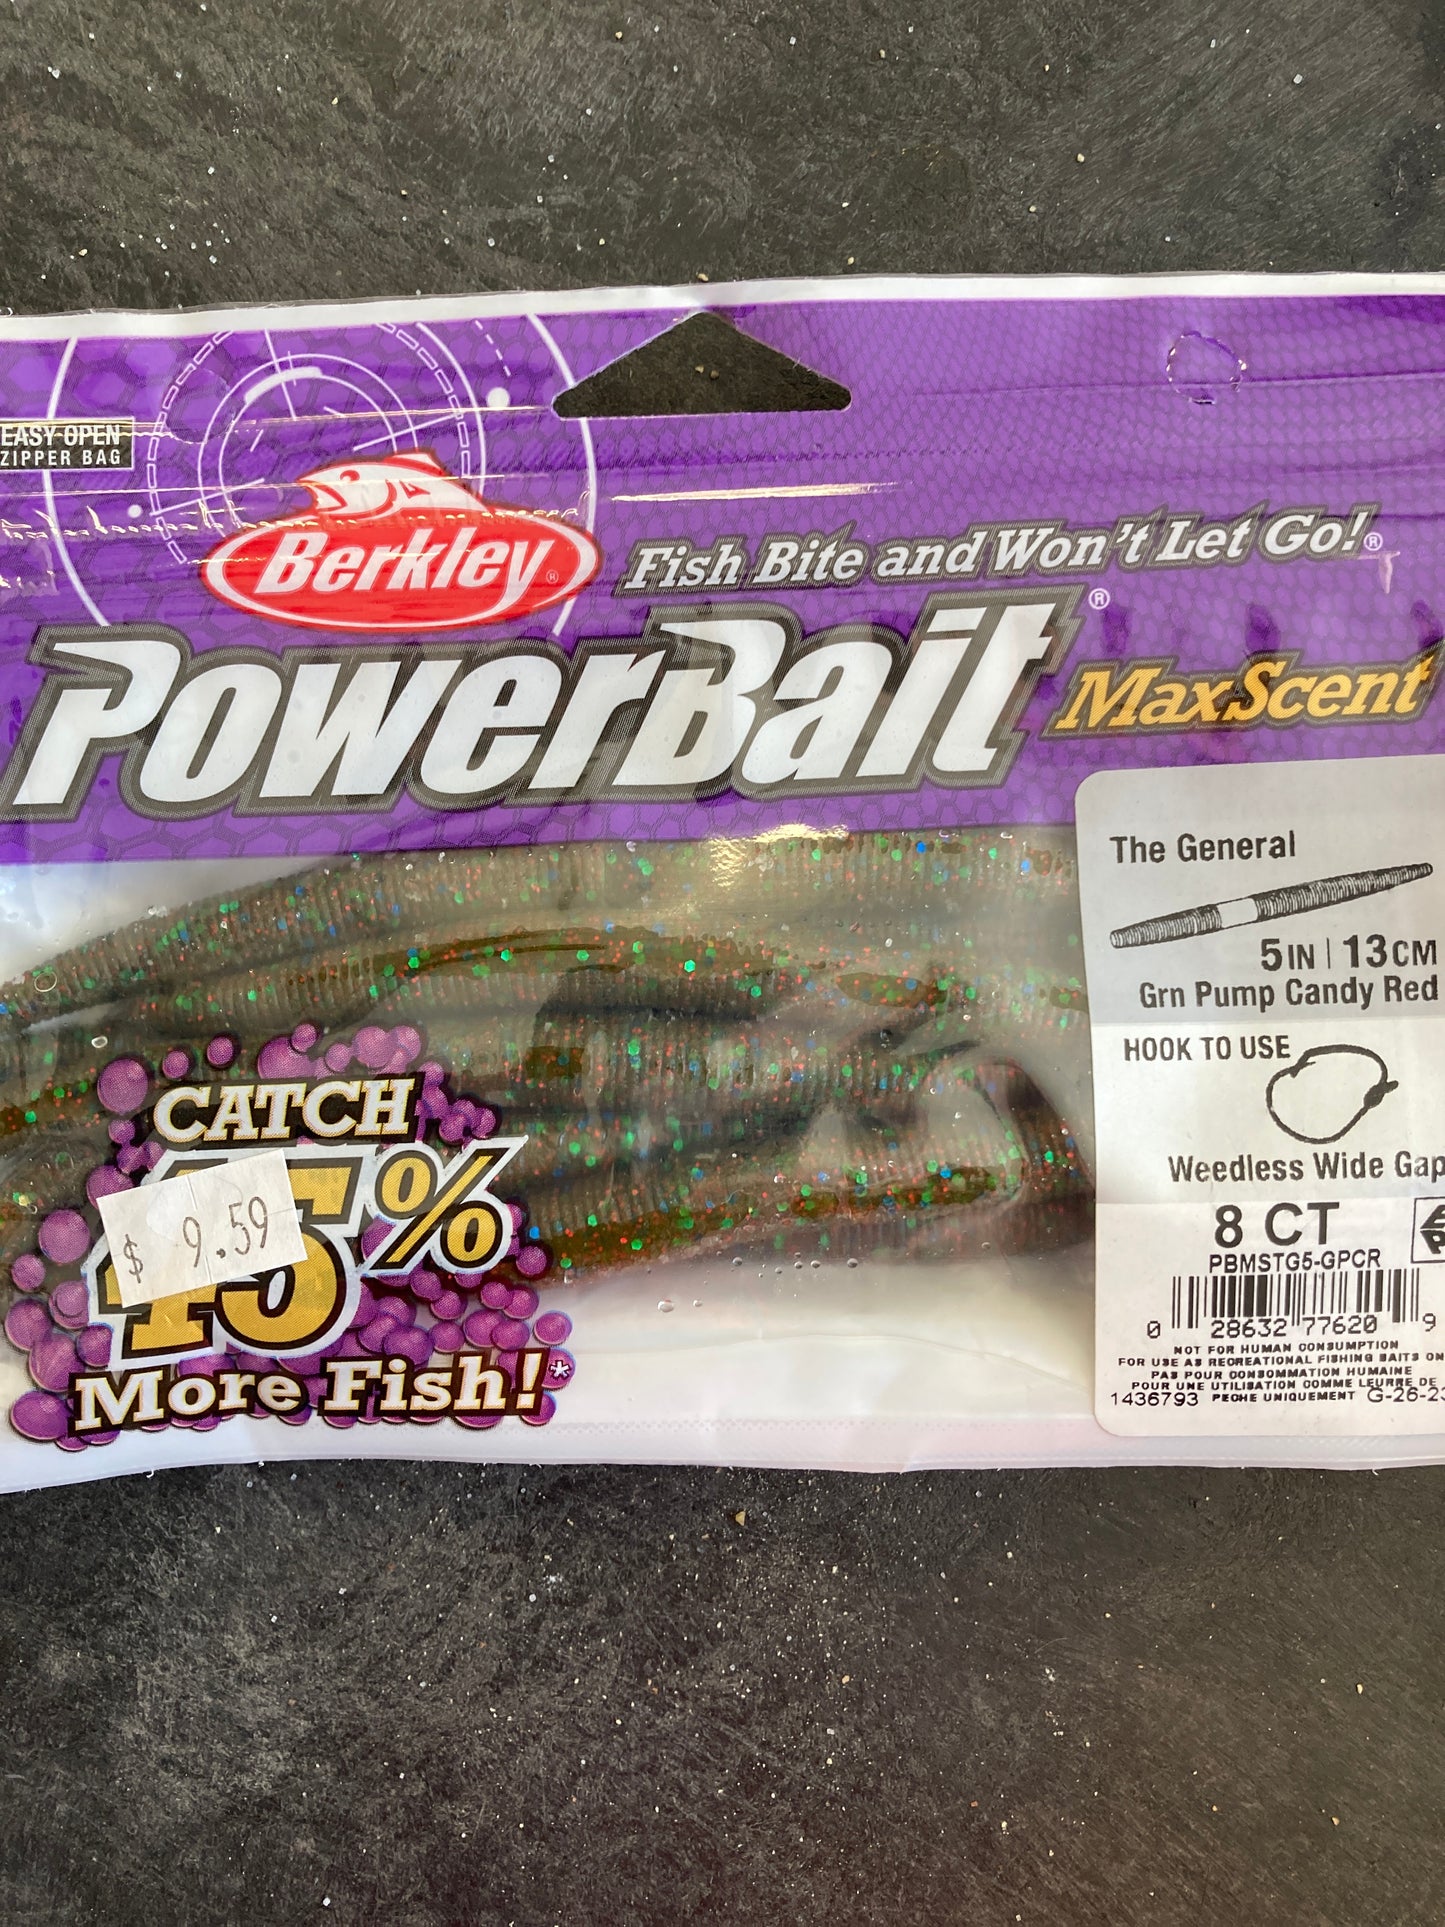 EASY OPEN
ZIPPER BAG
Berkley®
Fish Bite and Won't Let Go!®
PowerBait®
MaxScent
The General
5IN | 13CM
Grn Pump Candy Red
HOOK TO USE
Weedless Wide Gap
8 CT
PBMSTG5-GPCR
0 28632 77620 9
NOT FOR HUMAN CONSUMPTION
FOR USE AS RECREATIONAL FISHING BAITS
PAS POUR CONSOMMATION HUMAINE
POUR UNE UTILISATION COMME LEURRE DE
1436793 PECHE UNIQUEMENT G-26-23
CATCH
45%
$ 9.59
More Fish!*